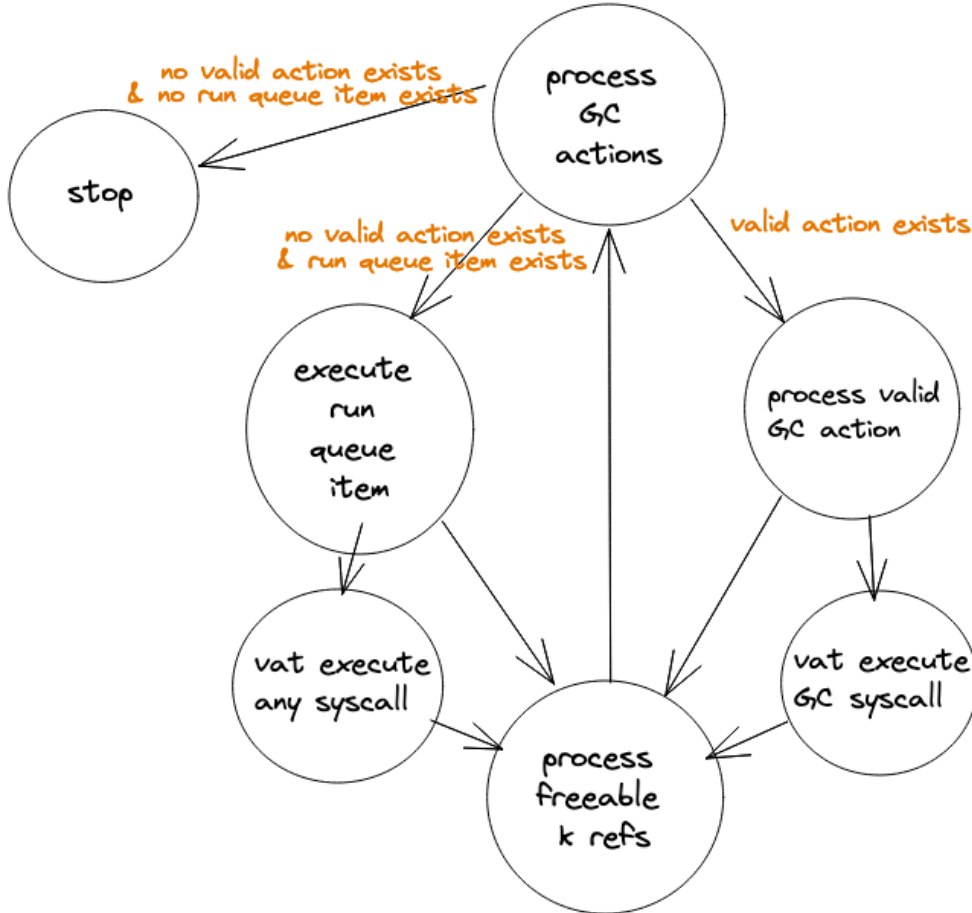 no valid action exists
& no run queue item exists
process
GC
actions
stop
no valid action exists
& run queue item exists
valid action exists
execute
run
queue
item
process valid
GC action
vat execute
any syscall
vat execute
GC syscall
process
freeable
k refs